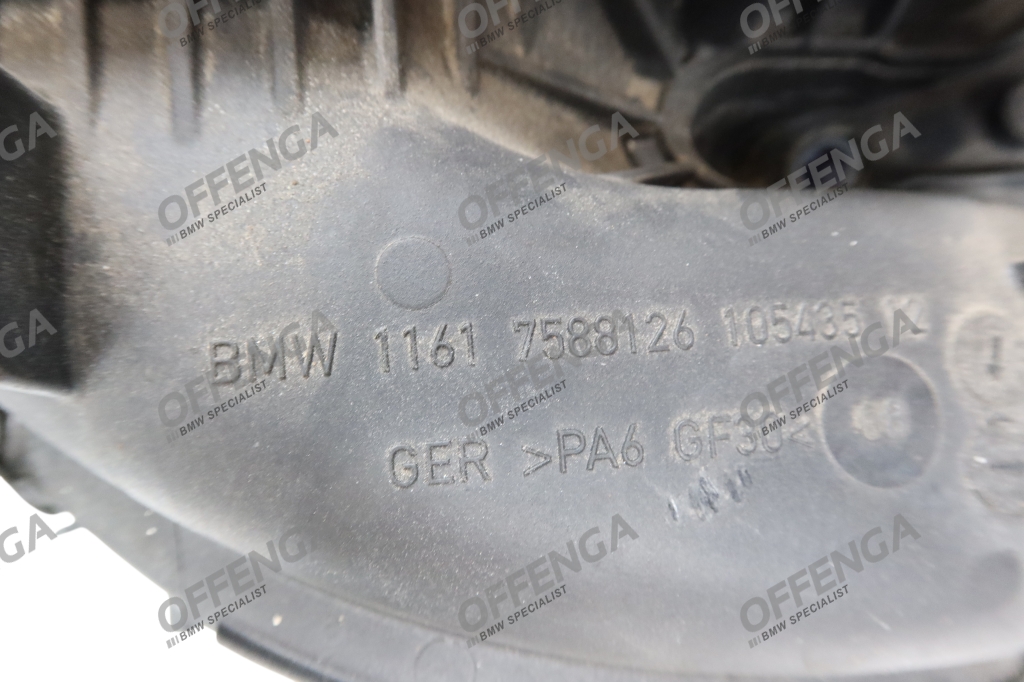 BMW 1161 7588126 105435
GER >PA6 GF30<
OFFENGA
BMW SPECIALIST